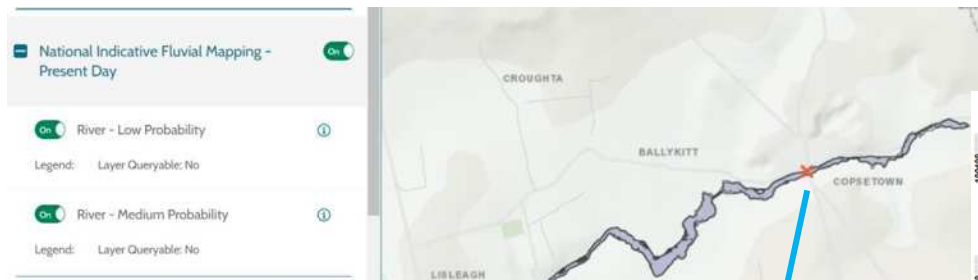 National Indicative Fluvial Mapping -
Present Day
On
On
River - Low Probability
Legend: Layer Queryable: No
On
River - Medium Probability
Legend: Layer Queryable: No
CROUGHTA
BALLYKITT
COPSETOWN
LISLEAGH